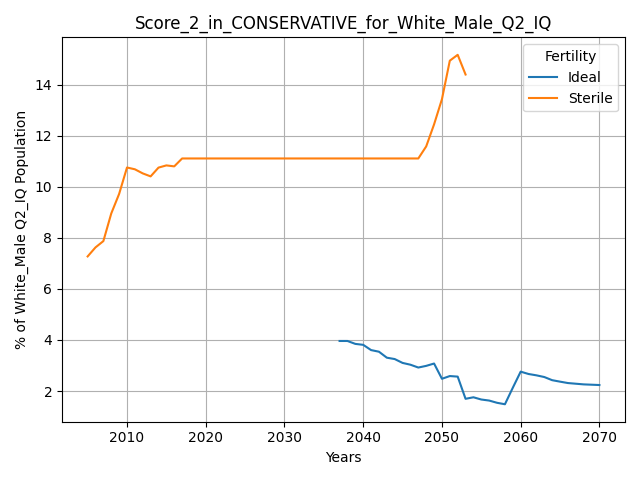 Score_2_in_CONSERVATIVE_for_White_Male_Q2_IQ
Fertility
Ideal
Sterile
% of White_Male Q2_IQ Population
14
12
10
8
6
4
2
2010 2020 2030 2040 2050 2060 2070
Years